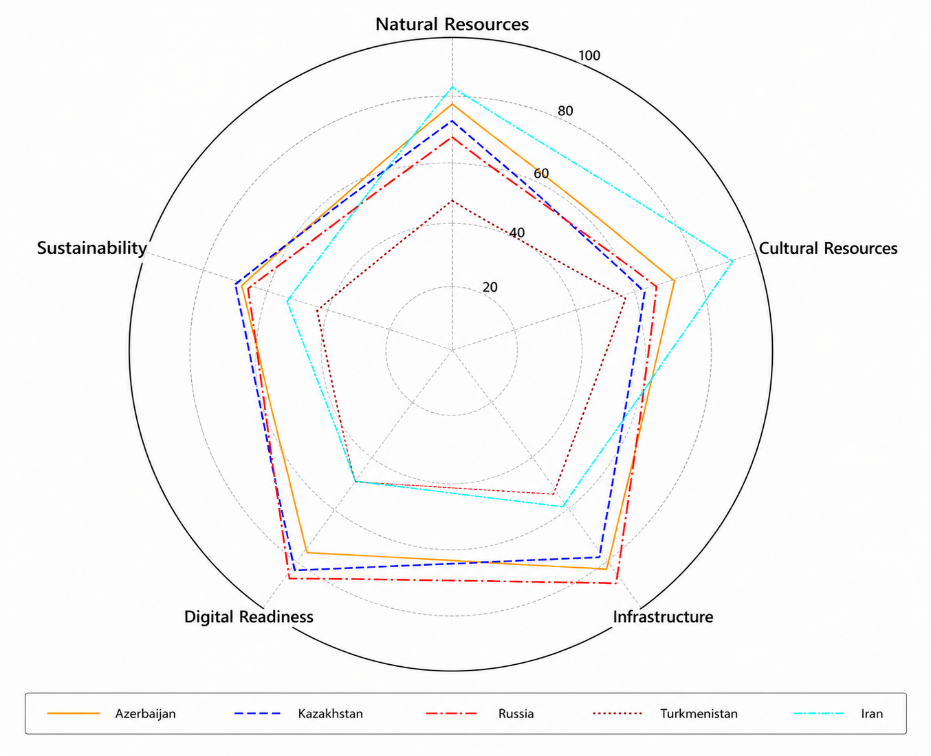 Natural Resources
100
80
60
40
20
Sustainability
Cultural Resources
Digital Readiness
Infrastructure
Azerbaijan
Kazakhstan
Russia
Turkmenistan
Iran